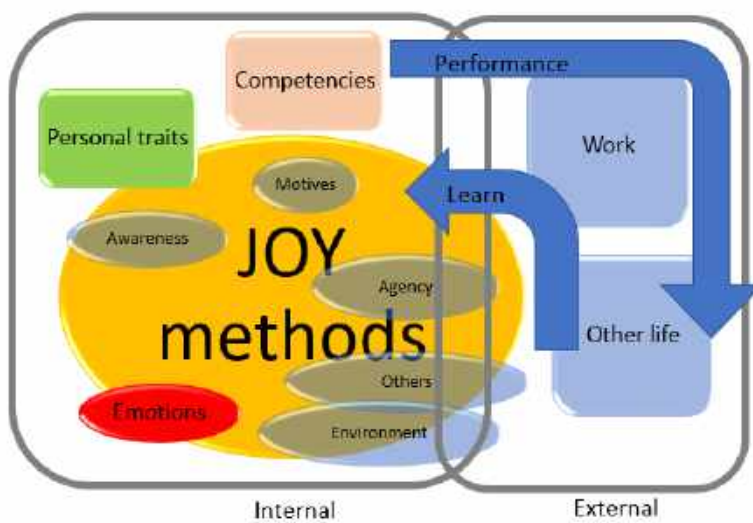 Competencies
Performance
Personal traits
Work
Motives
Learn
Awareness
JOY
methods
Agency
Other life
Others
Emotions
Environment
Internal
External